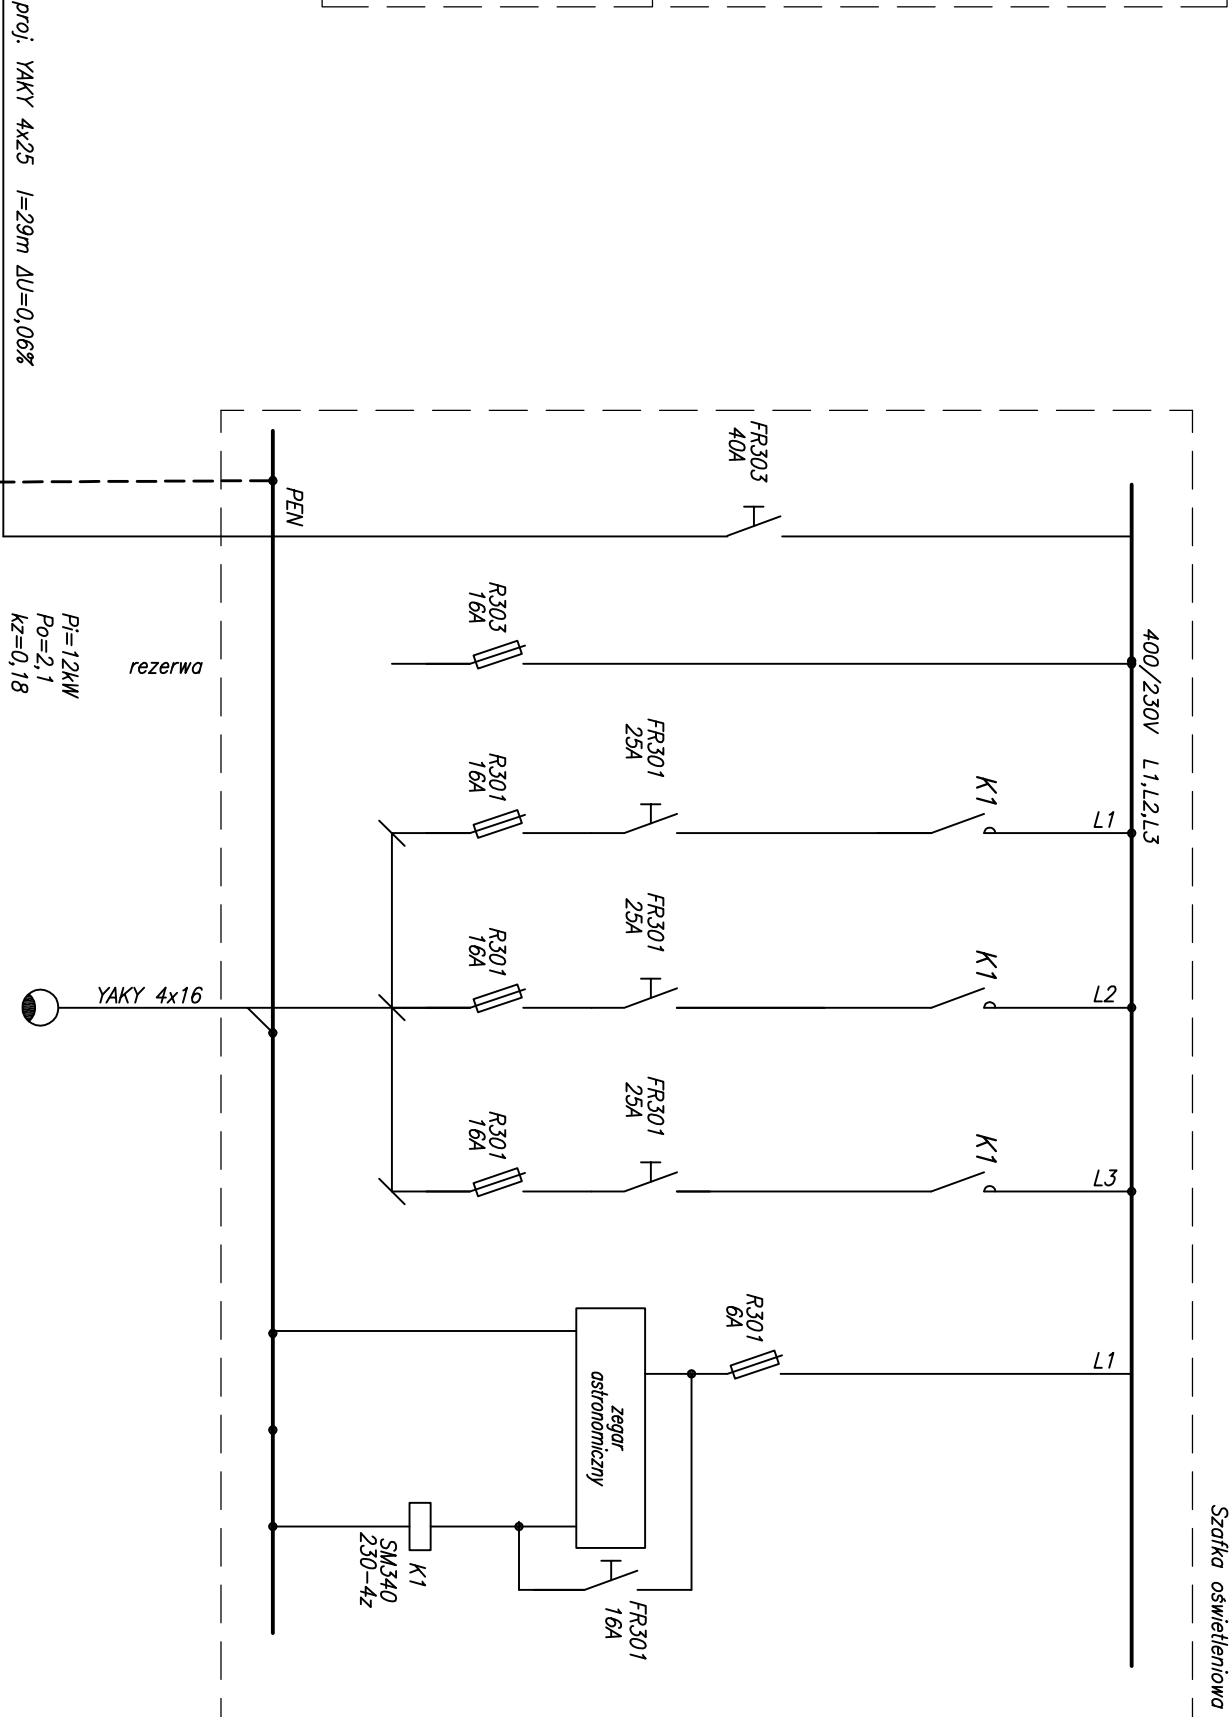 Szafka oświetleniowa
400/230V L1,L2,L3
FR303
40A
R303
16A
rezerwa
L1
K1
FR301
25A
R301
16A
L2
K1
FR301
25A
R301
16A
L3
K1
FR301
25A
R301
16A
L1
R301
6A
zegar
astronomiczny
FR301
16A
K1
SM340
230-4z
PEN
YAKY 4x16
proj. YAKY 4x25 l=29m ΔU=0,06%
Pi=12kW
Po=2,1
kz=0,18